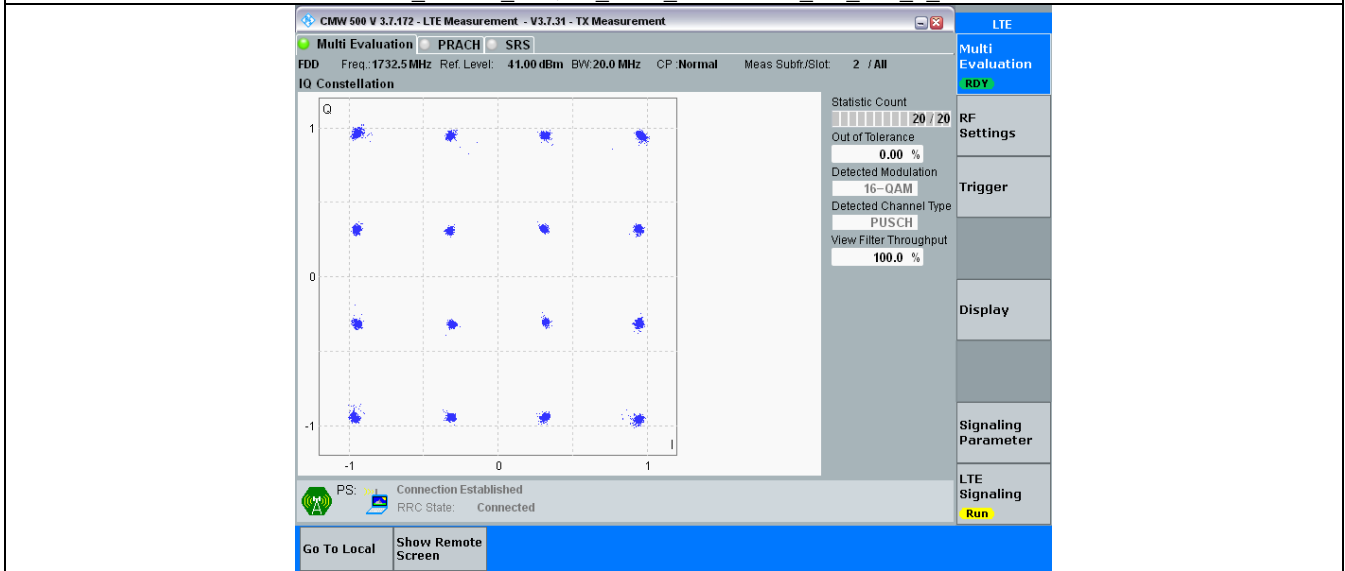 CMW 500 V 3.7.172 - LTE Measurement - V3.7.31 - TX Measurement
LTE
Multi Evaluation PRACH SRS
Multi
Evaluation
RDY
FDD Freq.:1732.5 MHz Ref. Level: 41.00 dBm BW:20.0 MHz CP :Normal Meas Subfr./Slot: 2 / All
IQ Constellation
Q
1
0
-1
I
-1 0 1
Statistic Count
20 / 20
Out of Tolerance
0.00 %
Detected Modulation
16-QAM
Detected Channel Type
PUSCH
View Filter Throughput
100.0 %
RF
Settings
Trigger
Display
Signaling
Parameter
LTE
Signaling
Run
PS: Connection Established
RRC State: Connected
Go To Local
Show Remote
Screen